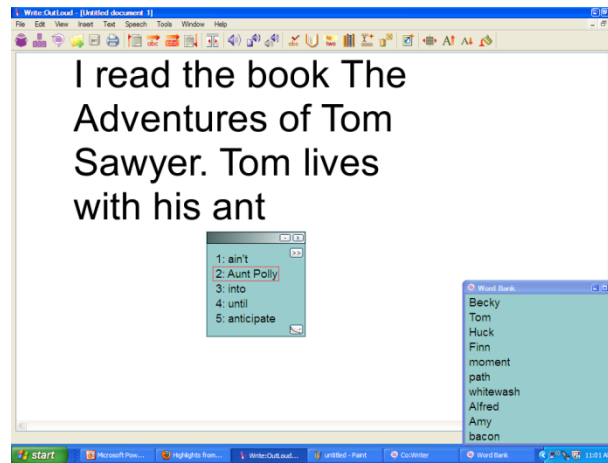 Write:OutLoud - [Untitled document 1]
File Edit View Insert Text Speech Tools Window Help
I read the book The
Adventures of Tom
Sawyer. Tom lives
with his ant
1: ain't
2: Aunt Polly
3: into
4: until
5: anticipate
Word Bank
Becky
Tom
Huck
Finn
moment
path
whitewash
Alfred
Amy
bacon
start Microsoft Pow... Highlights from... Write:OutLoud... untitled - Paint Co:Writer Word Bank 11:01 A